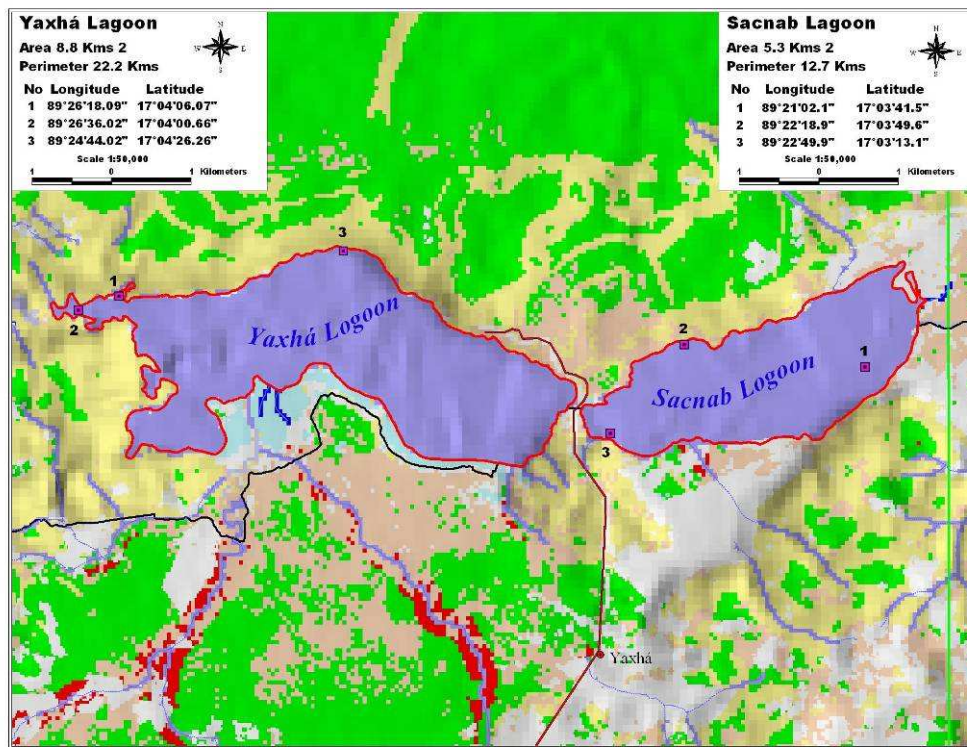 Yaxhá Lagoon
Area 8.8 Kms 2
Perimeter 22.2 Kms
N
W E
S
No Longitude Latitude
1 89°26'18.09" 17°04'06.07"
2 89°26'36.02" 17°04'00.66"
3 89°24'44.02" 17°04'26.26"
Scale 1:50,000
1 0 1 Kilometers
Sacnab Lagoon
Area 5.3 Kms 2
Perimeter 12.7 Kms
N
W E
S
No Longitude Latitude
1 89°21'02.1" 17°03'41.5"
2 89°22'18.9" 17°03'49.6"
3 89°22'49.9" 17°03'13.1"
Scale 1:50,000
1 0 1 Kilometers
3
1
2
Yaxhá Logoon
2
1
Sacnab Logoon
3
Yaxhá